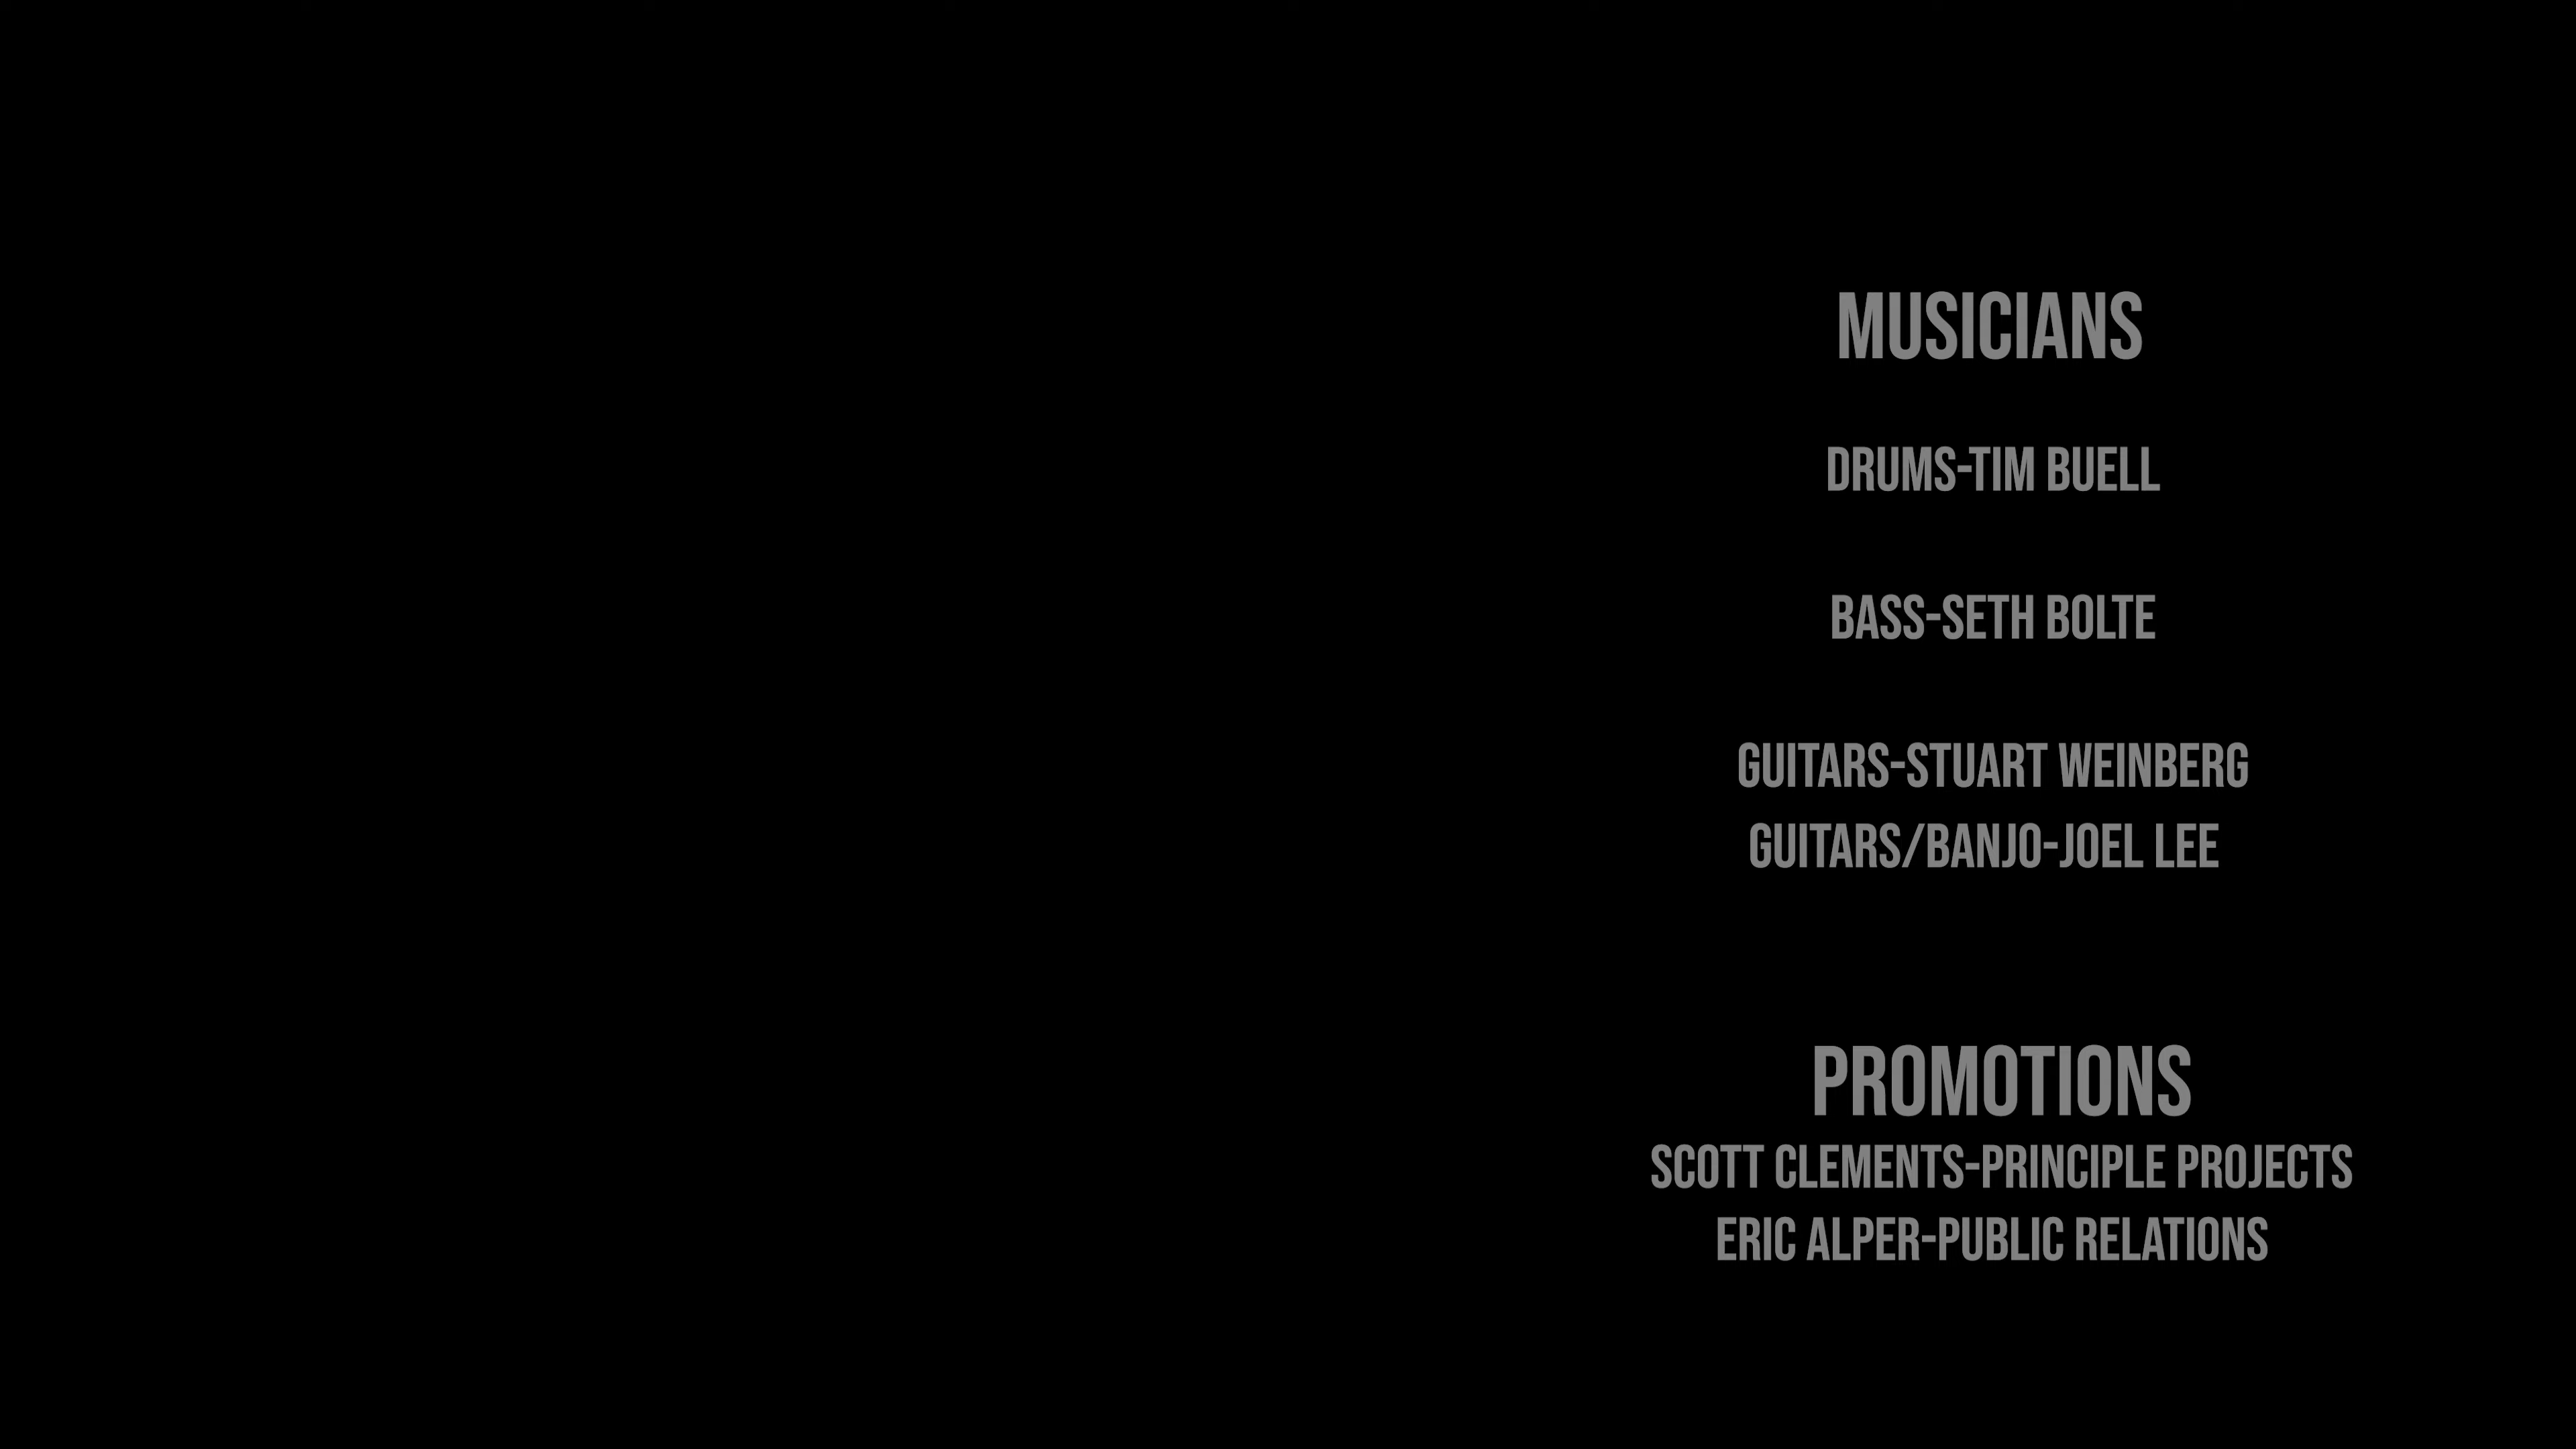 MUSICIANS
DRUMS-TIM BUELL
BASS-SETH BOLTE
GUITARS-STUART WEINBERG
GUITARS/BANJO-JOEL LEE
PROMOTIONS
SCOTT CLEMENTS-PRINCIPLE PROJECTS
ERIC ALPER-PUBLIC RELATIONS